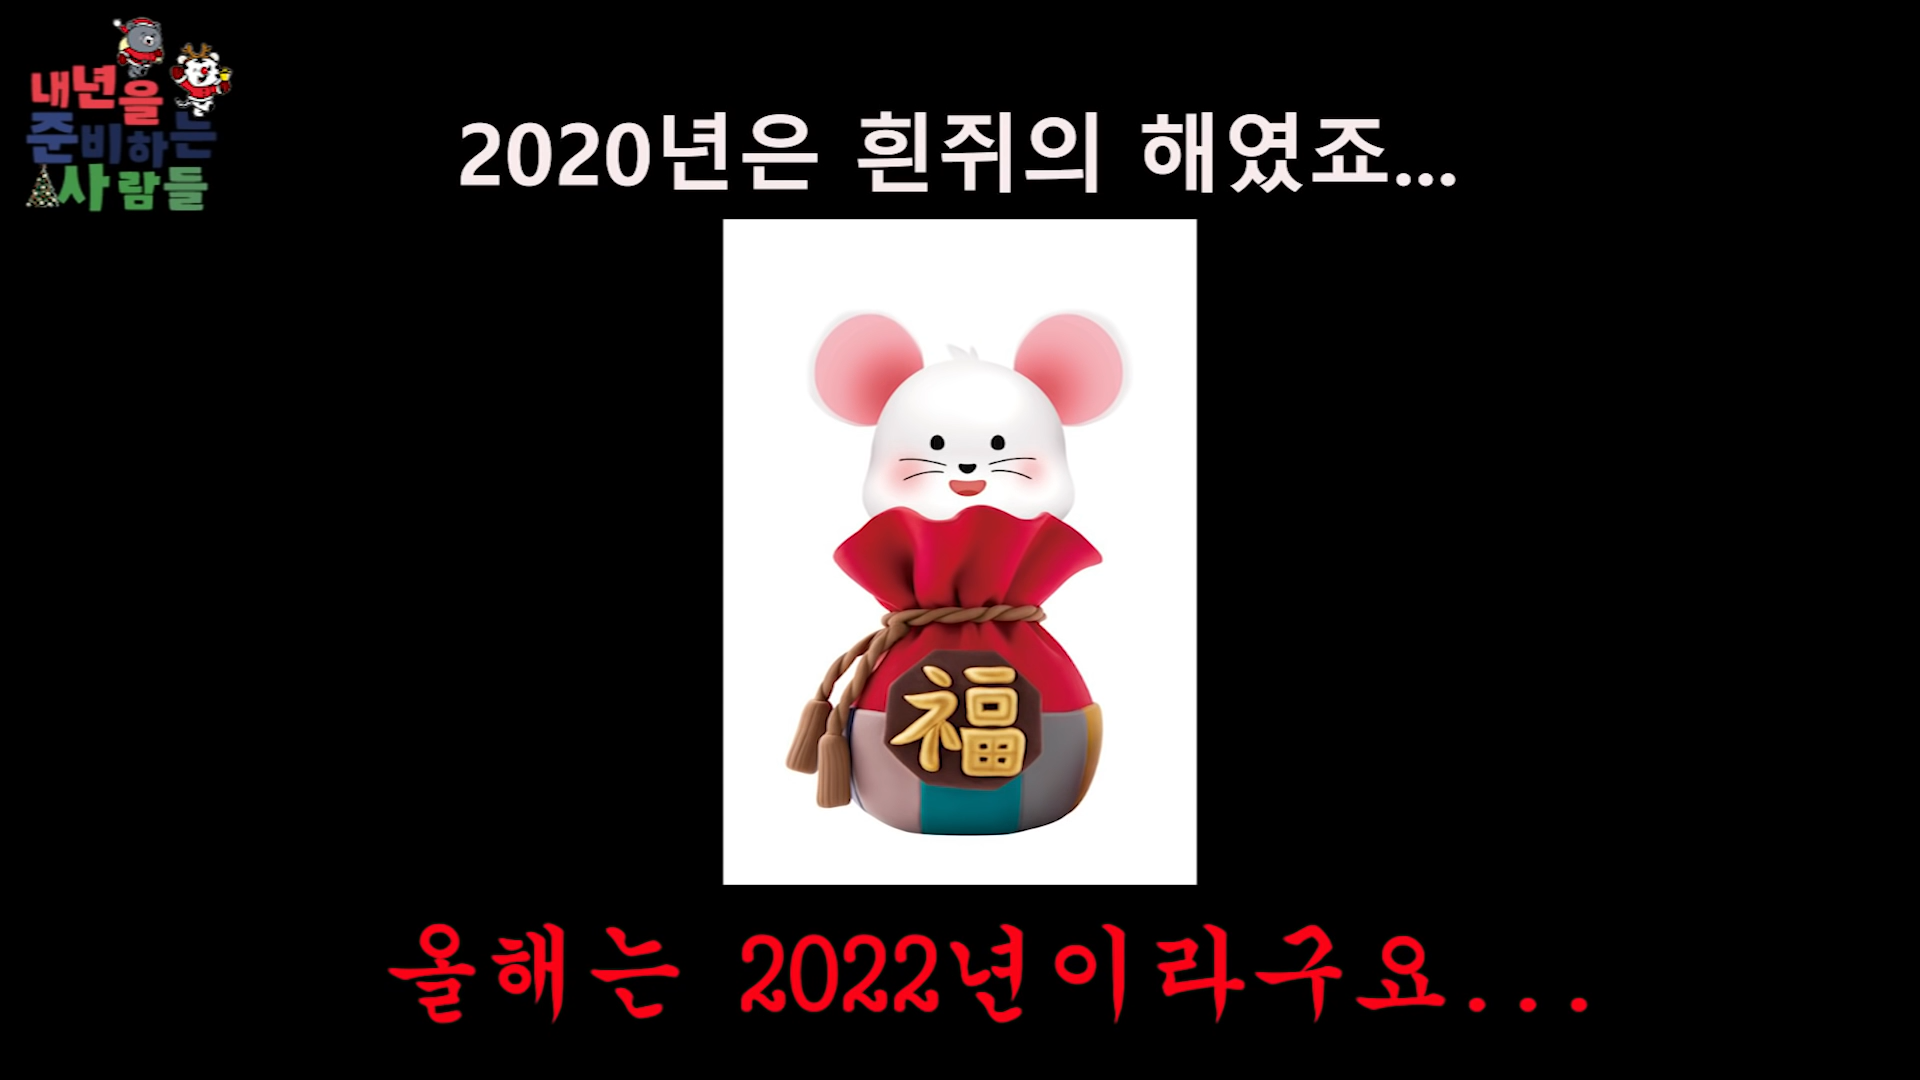 내년을
준비하는
사람들
2020년은 흰쥐의 해였죠...
福
올해는 2022년이라구요...